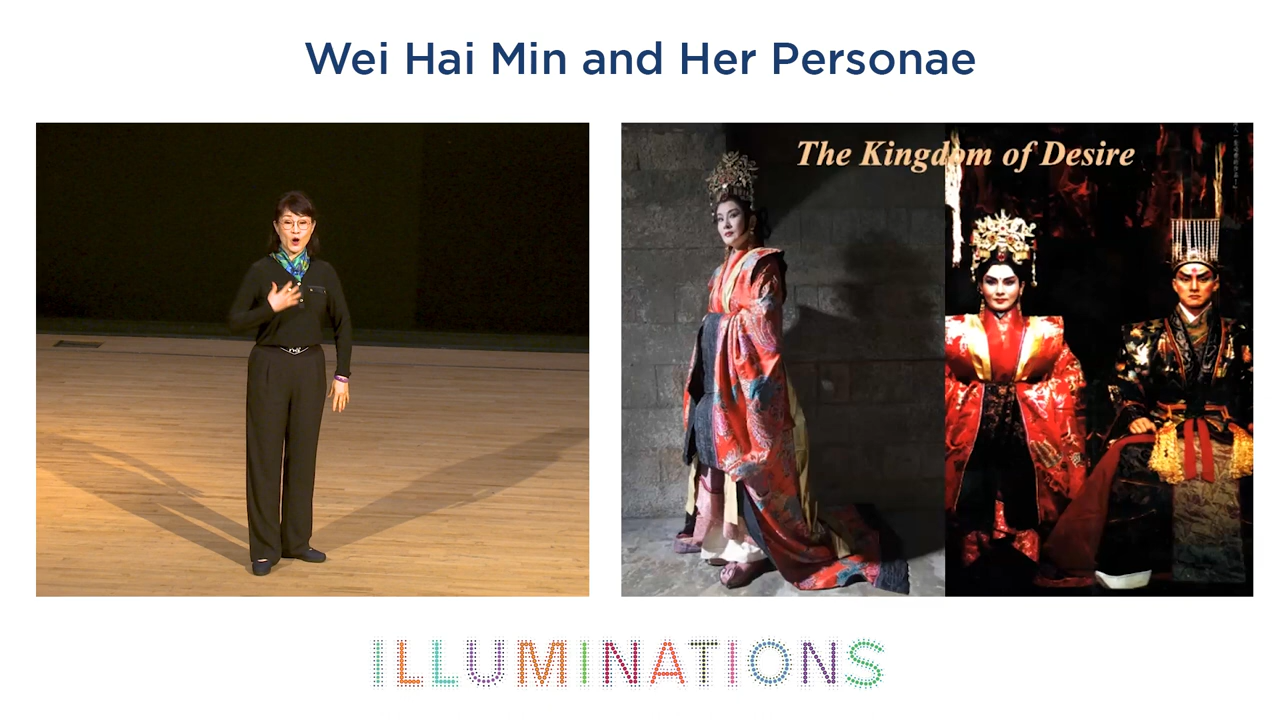 Wei Hai Min and Her Personae
The Kingdom of Desire
ILLUMINATIONS